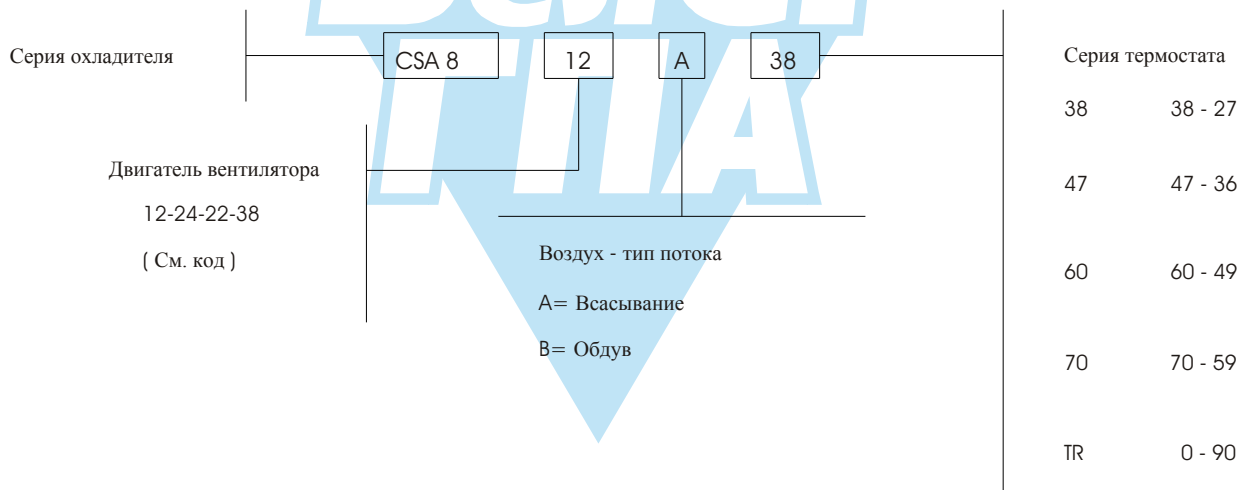 Серия охладителя
CSA 8
12
A
38
Серия термостата
38 38 - 27
Двигатель вентилятора
47 47 - 36
12-24-22-38
( См. код )
Воздух - тип потока
60 60 - 49
A= Всасывание
B= Обдув
70 70 - 59
TR 0 - 90